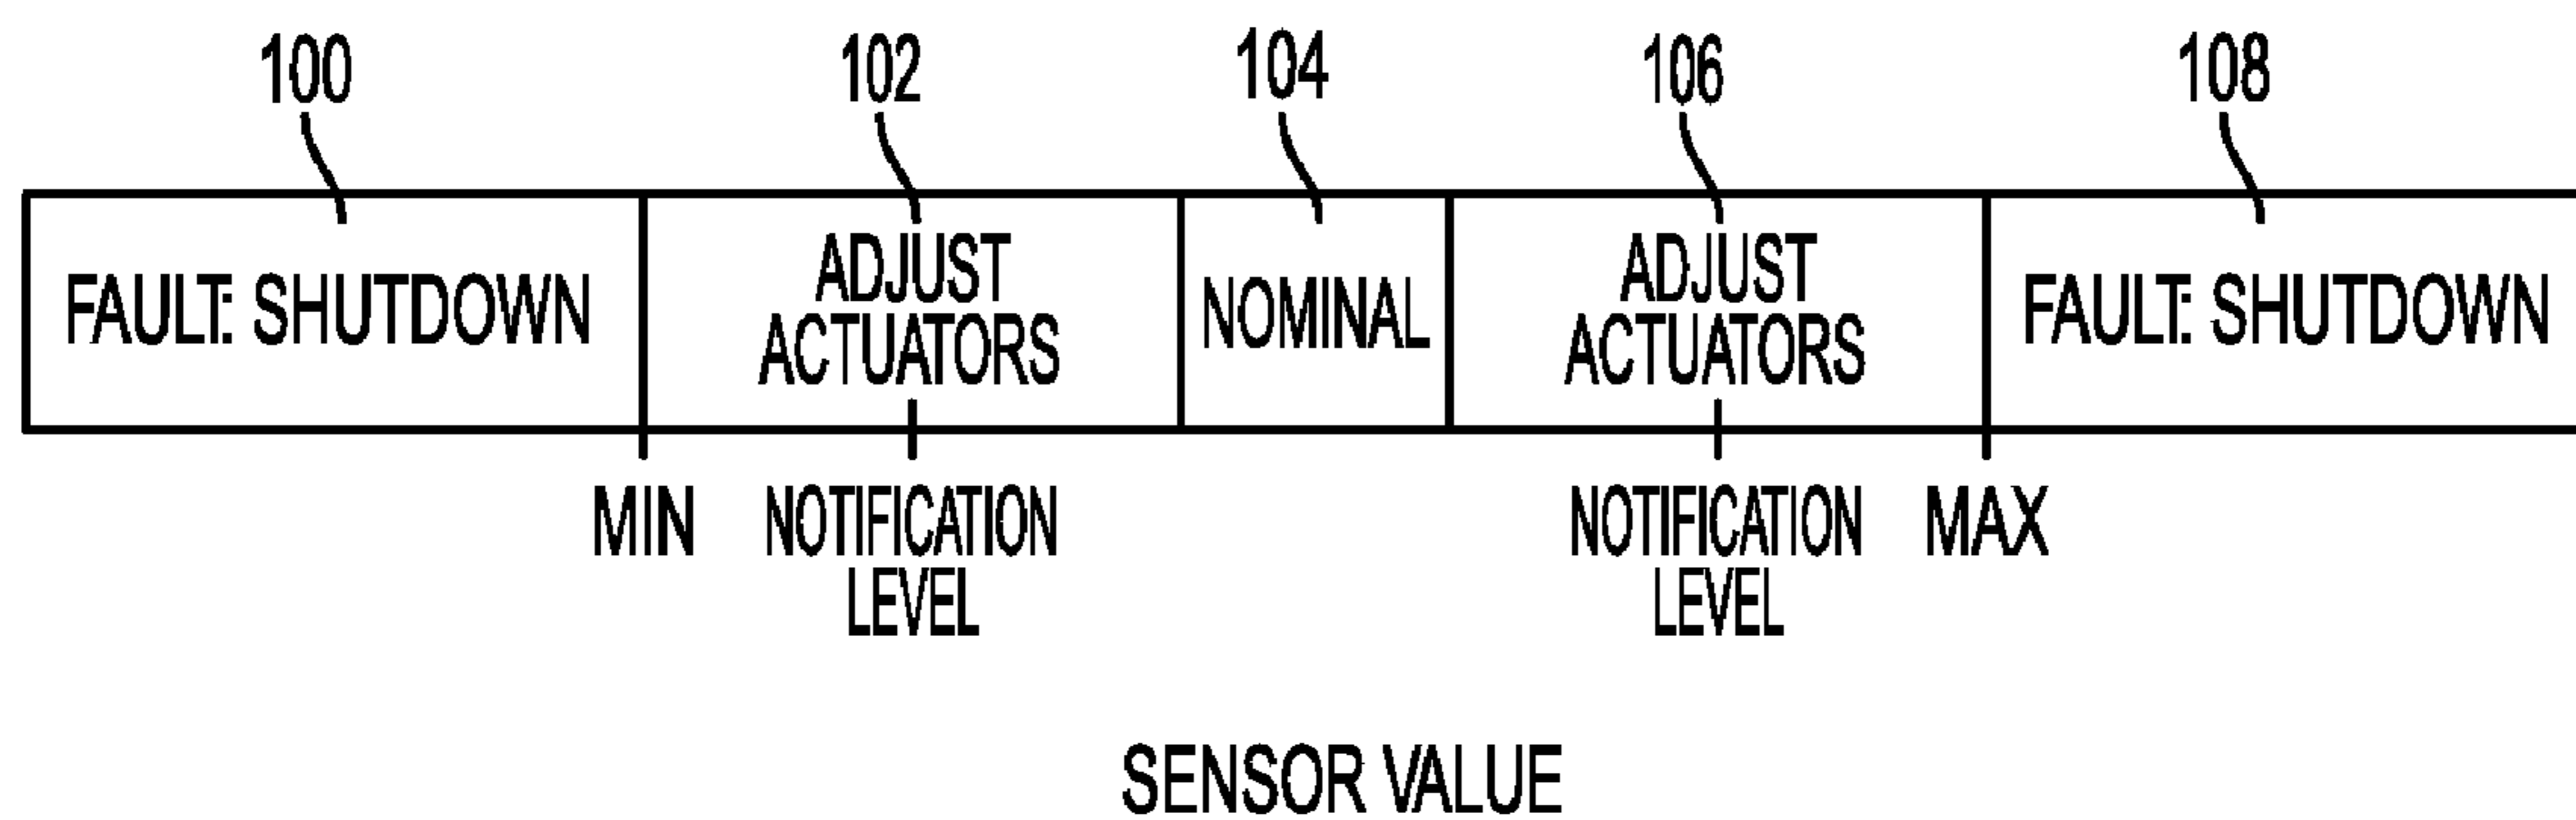 100 102 104 106 108
FAULT: SHUTDOWN
ADJUST
ACTUATORS
NOMINAL
ADJUST
ACTUATORS
FAULT: SHUTDOWN
MIN
NOTIFICATION
LEVEL
NOTIFICATION
LEVEL
MAX
SENSOR VALUE